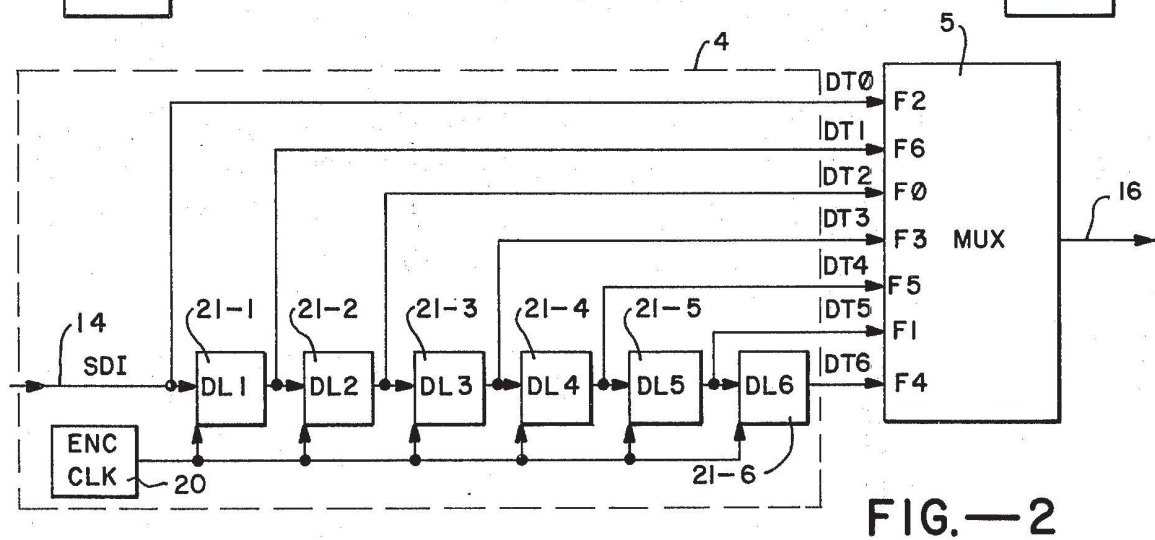 5
4
DTØ
F2
DT1
F6
DT2
FØ
DT3
F3
MUX
16
DT4
F5
21-1
21-2
21-3
21-4
21-5
DT5
F1
14
SDI
DL1
DL2
DL3
DL4
DL5
DL6
DT6
F4
ENC
CLK
20
21-6
FIG.—2